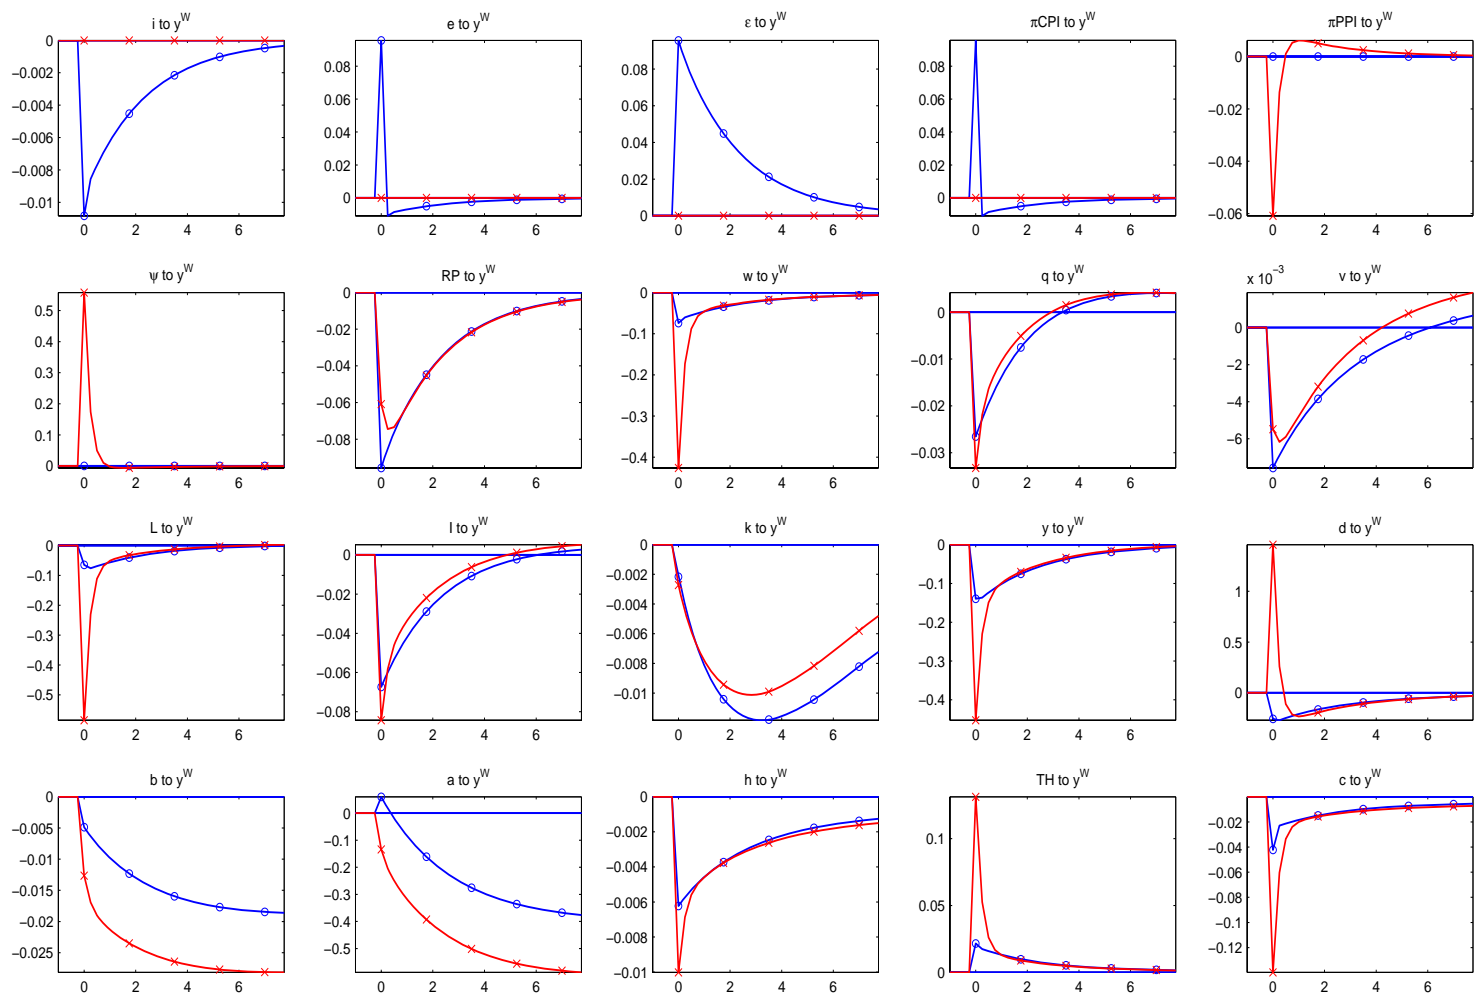 i to y^W
e to y^W
ε to y^W
πCPI to y^W
πPPI to y^W
0
−0.002
−0.004
−0.006
−0.008
−0.01
0 2 4 6
0.08
0.06
0.04
0.02
0
0 2 4 6
0.08
0.06
0.04
0.02
0
0 2 4 6
0.08
0.06
0.04
0.02
0
0 2 4 6
0
−0.02
−0.04
−0.06
0 2 4 6
ψ to y^W
RP to y^W
w to y^W
q to y^W
v to y^W
0.5
0.4
0.3
0.2
0.1
0
0 2 4 6
0
−0.02
−0.04
−0.06
−0.08
0 2 4 6
0
−0.1
−0.2
−0.3
−0.4
0 2 4 6
0
−0.01
−0.02
−0.03
0 2 4 6
x 10^−3
0
−2
−4
−6
0 2 4 6
L to y^W
I to y^W
k to y^W
y to y^W
d to y^W
0
−0.1
−0.2
−0.3
−0.4
−0.5
0 2 4 6
0
−0.02
−0.04
−0.06
−0.08
0 2 4 6
0
−0.002
−0.004
−0.006
−0.008
−0.01
0 2 4 6
0
−0.1
−0.2
−0.3
−0.4
0 2 4 6
1
0.5
0
0 2 4 6
b to y^W
a to y^W
h to y^W
TH to y^W
c to y^W
0
−0.005
−0.01
−0.015
−0.02
−0.025
0 2 4 6
0
−0.1
−0.2
−0.3
−0.4
−0.5
0 2 4 6
0
−0.002
−0.004
−0.006
−0.008
−0.01
0 2 4 6
0.1
0.05
0
0 2 4 6
−0.02
−0.04
−0.06
−0.08
−0.1
−0.12
0 2 4 6